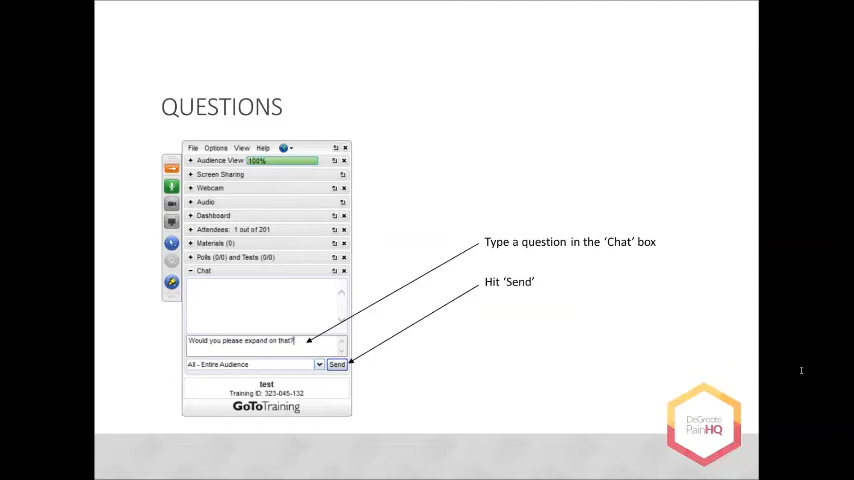 QUESTIONS
File Options View Help
Audience View 100%
Screen Sharing
Webcam
Audio
Dashboard
Attendees: 1 out of 201
Materials (0)
Polls (0/0) and Tests (0/0)
Chat
Would you please expand on that?
All - Entire Audience
Send
test
Training ID: 323-045-132
GoToTraining
Type a question in the ‘Chat’ box
Hit ‘Send’
DeGroote
PainHQ